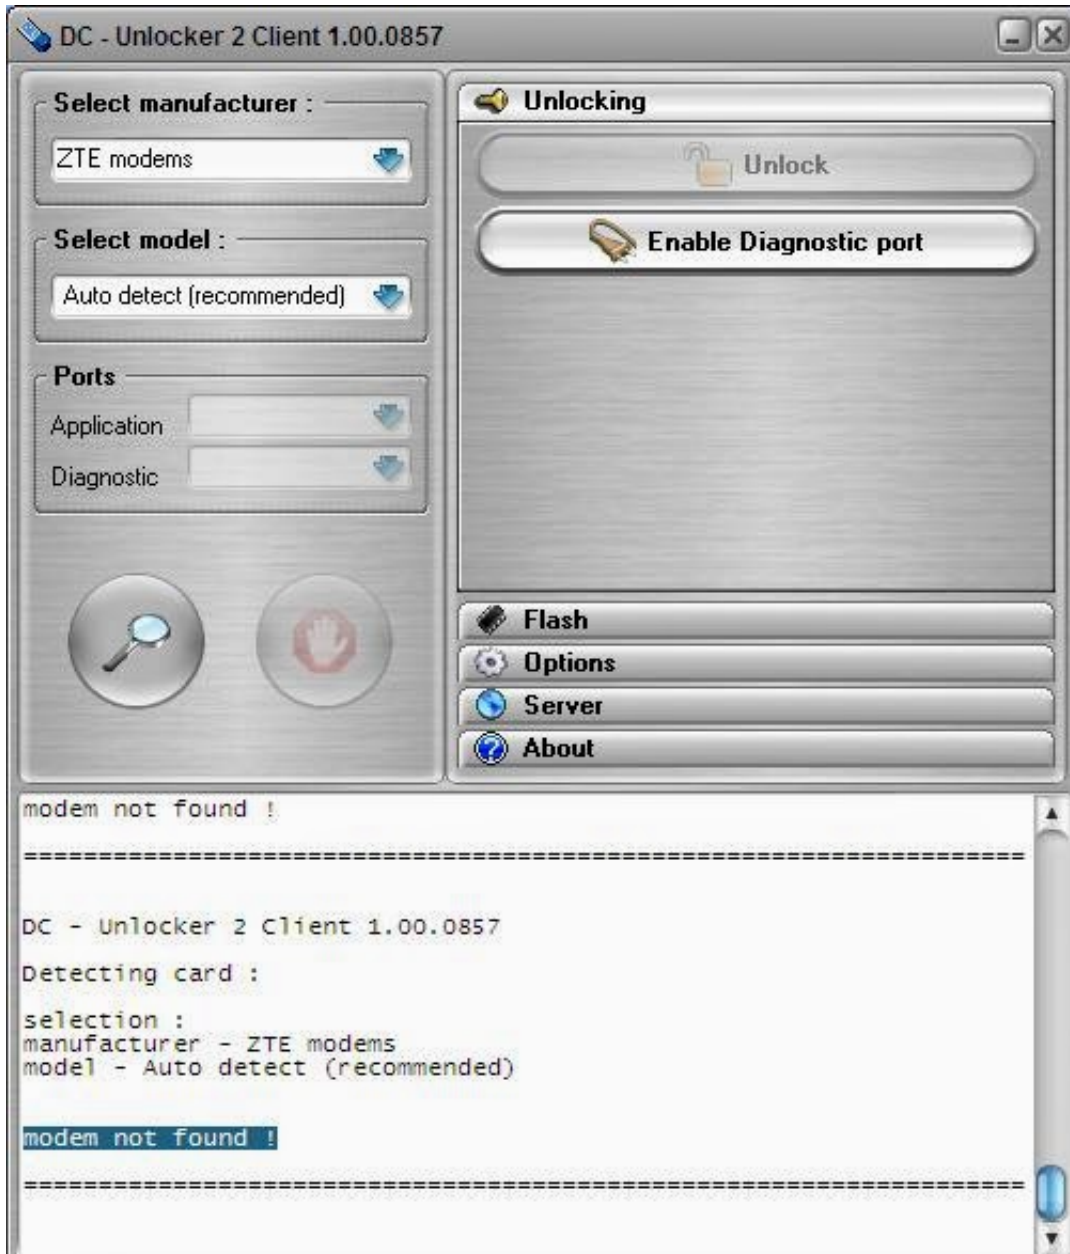 DC - Unlocker 2 Client 1.00.0857
Select manufacturer :
ZTE modems
Select model :
Auto detect (recommended)
Ports
Application
Diagnostic
Unlocking
Unlock
Enable Diagnostic port
Flash
Options
Server
About
modem not found !
===================================================================
DC - Unlocker 2 Client 1.00.0857
Detecting card :
selection :
manufacturer - ZTE modems
model - Auto detect (recommended)
modem not found !
===================================================================